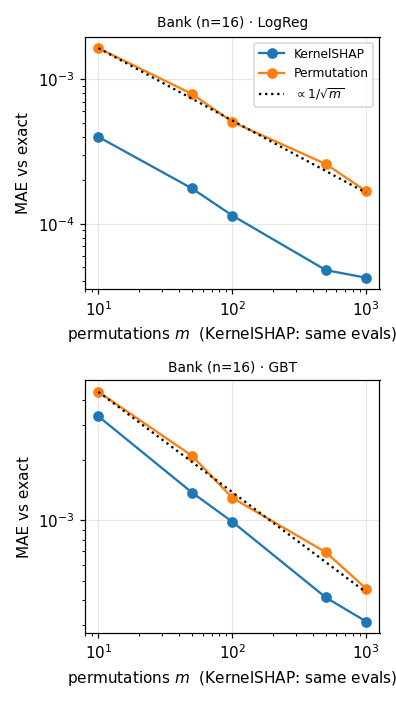 Bank (n=16) · LogReg
KernelSHAP
Permutation
∝ 1/√m
10⁻³
10⁻⁴
MAE vs exact
10¹ 10² 10³
permutations m (KernelSHAP: same evals)
Bank (n=16) · GBT
10⁻³
MAE vs exact
10¹ 10² 10³
permutations m (KernelSHAP: same evals)